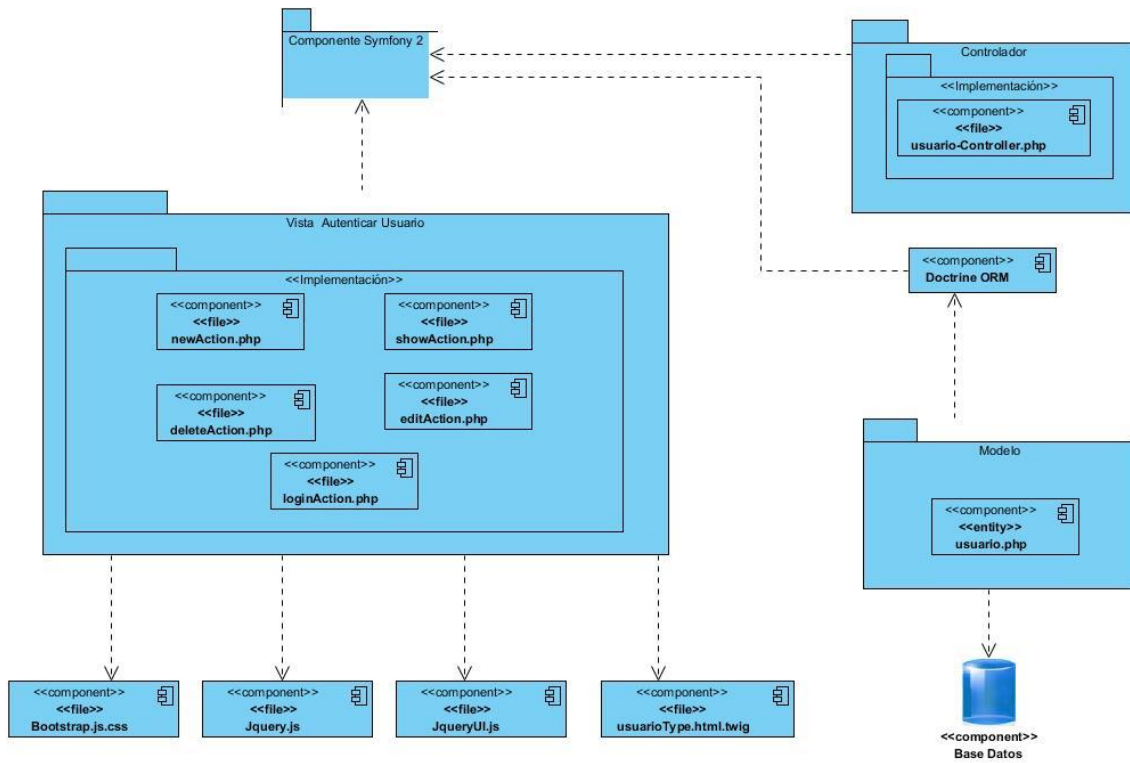 Componente Symfony 2
Controlador
<<Implementación>>
<<component>>
<<file>>
usuario-Controller.php
Vista Autenticar Usuario
<<Implementación>>
<<component>>
<<file>>
newAction.php
<<component>>
<<file>>
showAction.php
<<component>>
<<file>>
deleteAction.php
<<component>>
<<file>>
editAction.php
<<component>>
<<file>>
loginAction.php
<<component>>
Doctrine ORM
Modelo
<<component>>
<<entity>>
usuario.php
<<component>>
<<file>>
Bootstrap.js.css
<<component>>
<<file>>
Jquery.js
<<component>>
<<file>>
JqueryUI.js
<<component>>
<<file>>
usuarioType.html.twig
<<component>>
Base Datos